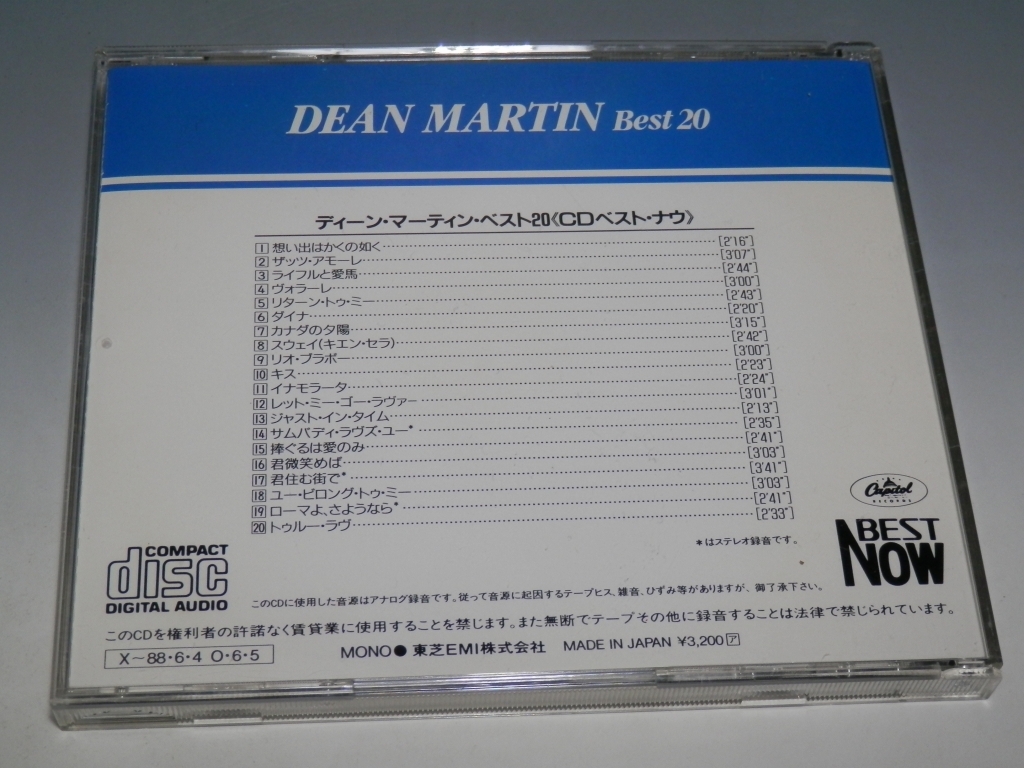 DEAN MARTIN Best 20
ディーン・マーティン・ベスト20《CDベスト・ナウ》
1 想い出はかくの如く [2'16"]
2 ザッツ・アモーレ [3'07"]
3 ライフルと愛馬 [2'44"]
4 ヴォラーレ [3'00"]
5 リターン・トゥ・ミー [2'43"]
6 ダイナ [2'20"]
7 カナダの夕陽 [3'15"]
8 スウェイ(キエン・セラ) [2'42"]
9 リオ・ブラボー [3'00"]
10 キス [2'23"]
11 イナモラータ [2'24"]
12 レット・ミー・ゴー・ラヴァー [3'01"]
13 ジャスト・イン・タイム [2'13"]
14 サムバディ・ラヴズ・ユー* [2'35"]
15 捧ぐるは愛のみ [2'41"]
16 君微笑めば [3'03"]
17 君住む街で* [3'41"]
18 ユー・ビロング・トゥ・ミー [3'03"]
19 ローマよ、さようなら* [2'41"]
20 トゥルー・ラヴ [2'33"]
*はステレオ録音です。
Capitol
RECORDS
BEST
NOW
COMPACT
disc
DIGITAL AUDIO
このCDに使用した音源はアナログ録音です。従って音源に起因するテープヒス、雑音、ひずみ等がありますが、御了承下さい。
このCDを権利者の許諾なく賃貸業に使用することを禁じます。また無断でテープその他に録音することは法律で禁じられています。
X〜88・6・4 O・6・5
MONO● 東芝EMI株式会社 MADE IN JAPAN ¥3,200 ア